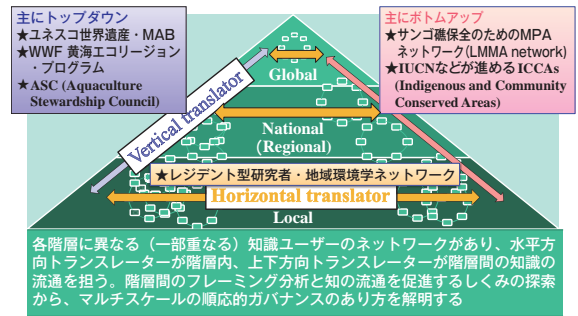 主にトップダウン
★ユネスコ世界遺産・MAB
★WWF 黄海エコリージョン
・プログラム
★ASC (Aquaculture
Stewardship Council)
主にボトムアップ
★サンゴ礁保全のためのMPA
ネットワーク(LMMA network)
★IUCNなどが進めるICCAs
(Indigenous and Community
Conserved Areas)
Global
Vertical translator
National
(Regional)
★レジデント型研究者・地域環境学ネットワーク
Horizontal translator
Local
各階層に異なる（一部重なる）知識ユーザーのネットワークがあり、水平方
向トランスレーターが階層内、上下方向トランスレーターが階層間の知識の
流通を担う。階層間のフレーミング分析と知の流通を促進するしくみの探索
から、マルチスケールの順応的ガバナンスのあり方を解明する